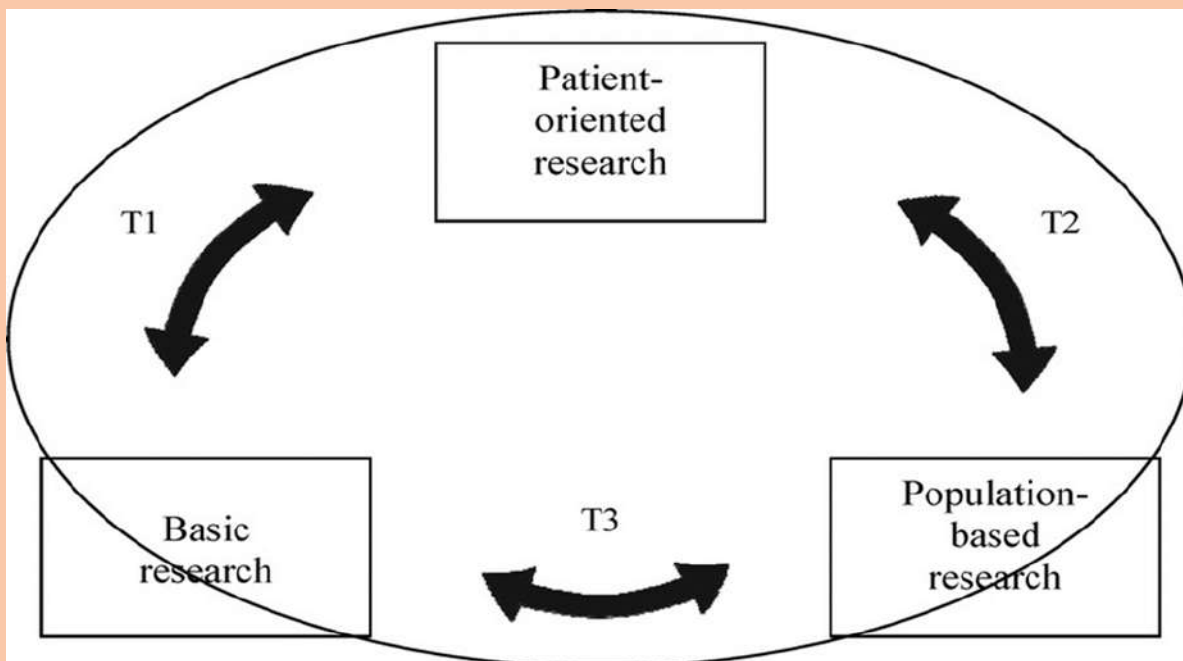 Patient-
oriented
research
T1
T2
Basic
research
T3
Population-
based
research